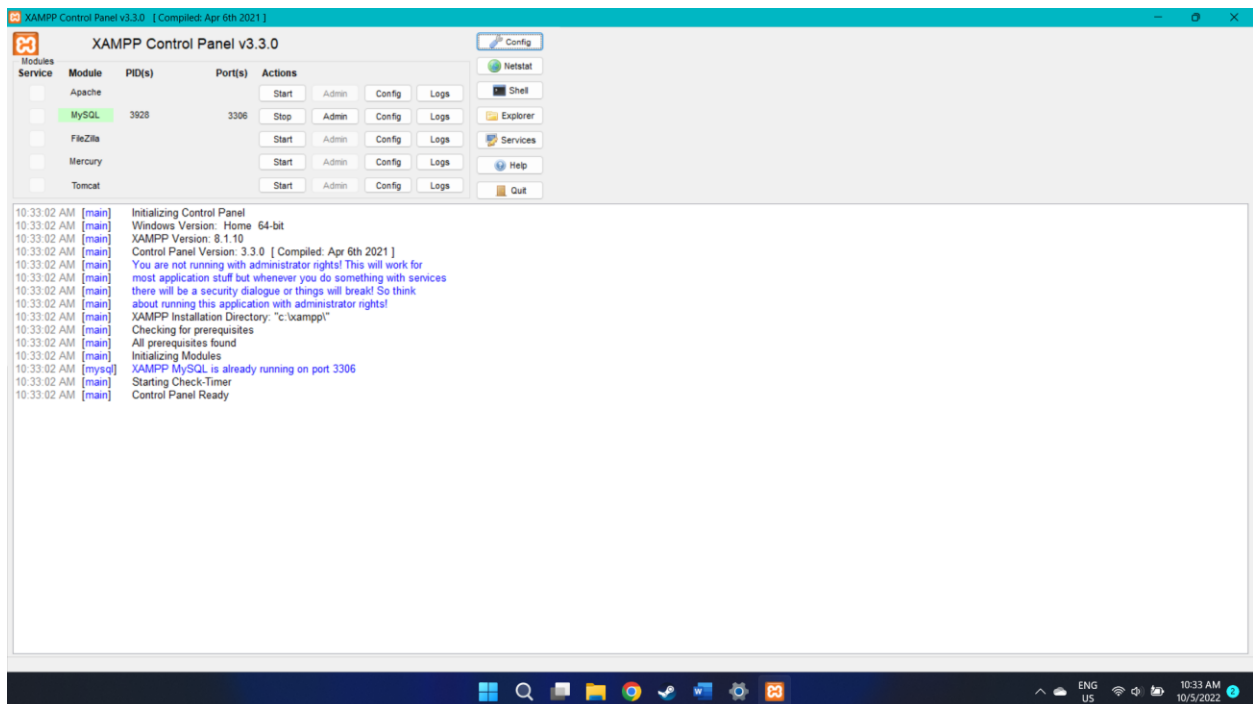 XAMPP Control Panel v3.3.0 [ Compiled: Apr 6th 2021 ]
XAMPP Control Panel v3.3.0
Config
Modules
Service Module PID(s) Port(s) Actions
Netstat
Apache Start Admin Config Logs
Shell
MySQL 3928 3306 Stop Admin Config Logs
Explorer
FileZilla Start Admin Config Logs
Services
Mercury Start Admin Config Logs
Help
Tomcat Start Admin Config Logs
Quit
10:33:02 AM [main] Initializing Control Panel
10:33:02 AM [main] Windows Version: Home 64-bit
10:33:02 AM [main] XAMPP Version: 8.1.10
10:33:02 AM [main] Control Panel Version: 3.3.0 [ Compiled: Apr 6th 2021 ]
10:33:02 AM [main] You are not running with administrator rights! This will work for
10:33:02 AM [main] most application stuff but whenever you do something with services
10:33:02 AM [main] there will be a security dialogue or things will break! So think
10:33:02 AM [main] about running this application with administrator rights!
10:33:02 AM [main] XAMPP Installation Directory: "c:\xampp\"
10:33:02 AM [main] Checking for prerequisites
10:33:02 AM [main] All prerequisites found
10:33:02 AM [main] Initializing Modules
10:33:02 AM [mysql] XAMPP MySQL is already running on port 3306
10:33:02 AM [main] Starting Check-Timer
10:33:02 AM [main] Control Panel Ready
ENG
US
10:33 AM
10/5/2022
2